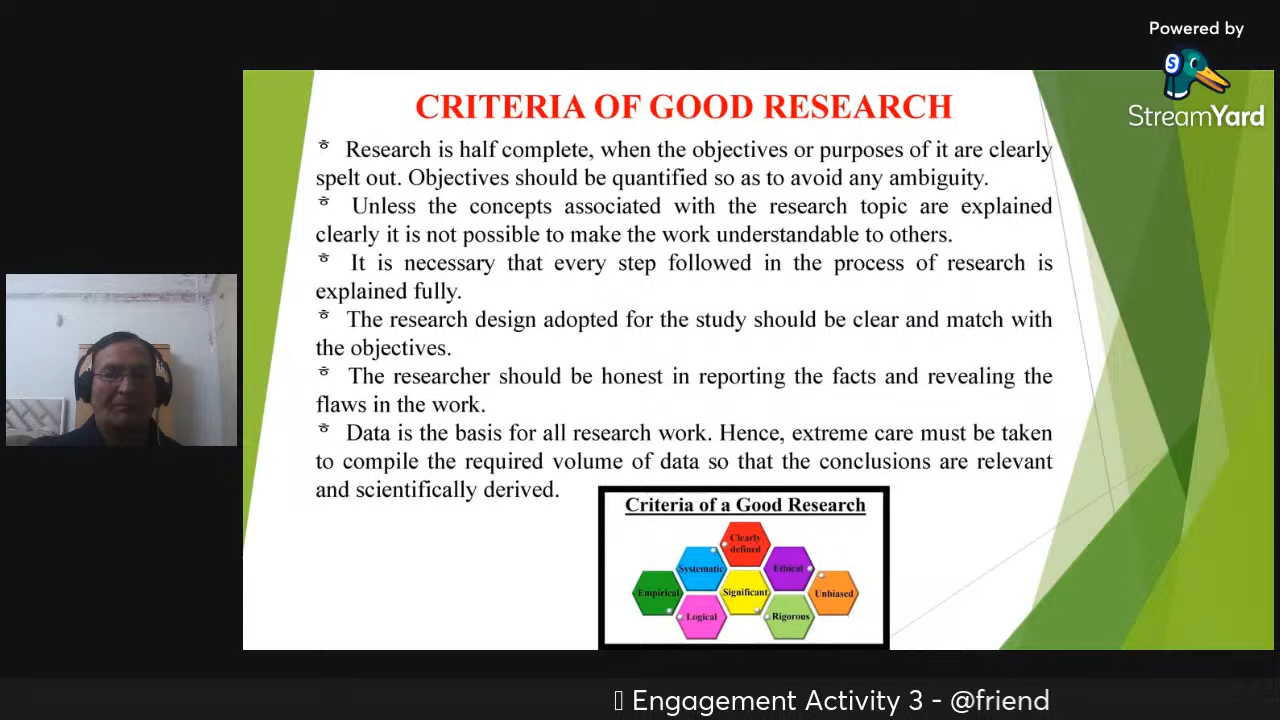 Powered by
StreamYard
CRITERIA OF GOOD RESEARCH
Research is half complete, when the objectives or purposes of it are clearly
spelt out. Objectives should be quantified so as to avoid any ambiguity.
Unless the concepts associated with the research topic are explained
clearly it is not possible to make the work understandable to others.
It is necessary that every step followed in the process of research is
explained fully.
The research design adopted for the study should be clear and match with
the objectives.
The researcher should be honest in reporting the facts and revealing the
flaws in the work.
Data is the basis for all research work. Hence, extreme care must be taken
to compile the required volume of data so that the conclusions are relevant
and scientifically derived.
Criteria of a Good Research
Clearly
defined
Systematic
Ethical
Empirical
Significant
Unbiased
Logical
Rigorous
Engagement Activity 3 - @friend